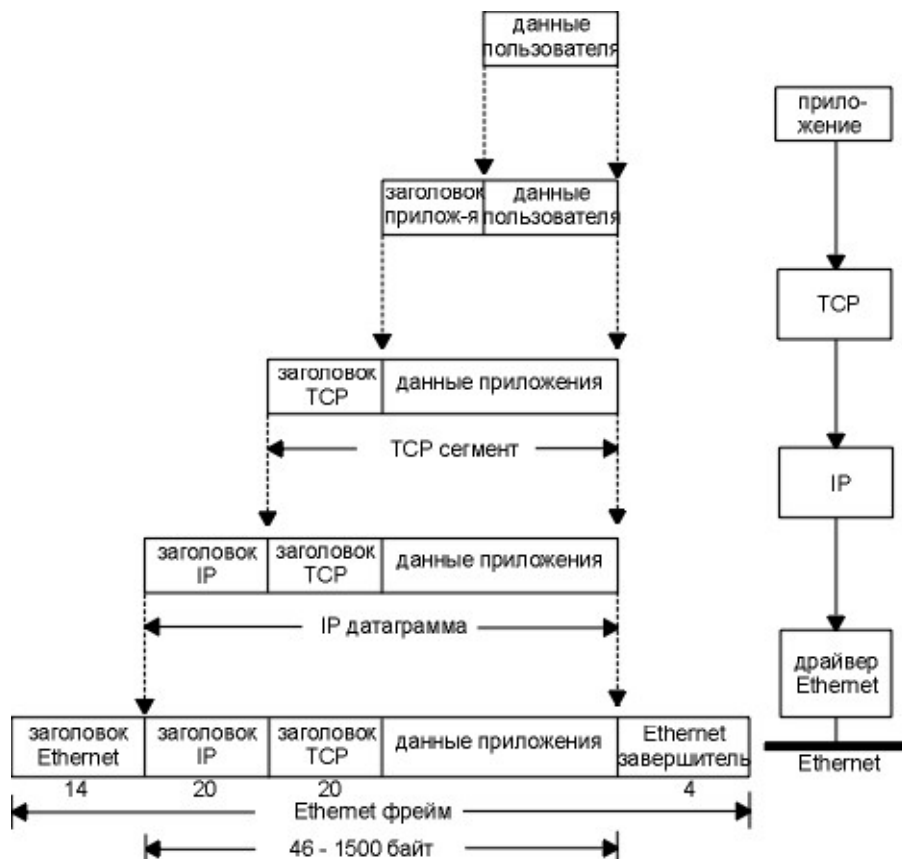 данные
пользователя
прило-
жение
заголовок
прилож-я
данные
пользователя
TCP
заголовок
TCP
данные приложения
TCP сегмент
IP
заголовок
IP
заголовок
TCP
данные приложения
IP датаграмма
драйвер
Ethernet
заголовок
Ethernet
заголовок
IP
заголовок
TCP
данные приложения
Ethernet
завершитель
Ethernet
14
20
20
4
Ethernet фрейм
46 - 1500 байт